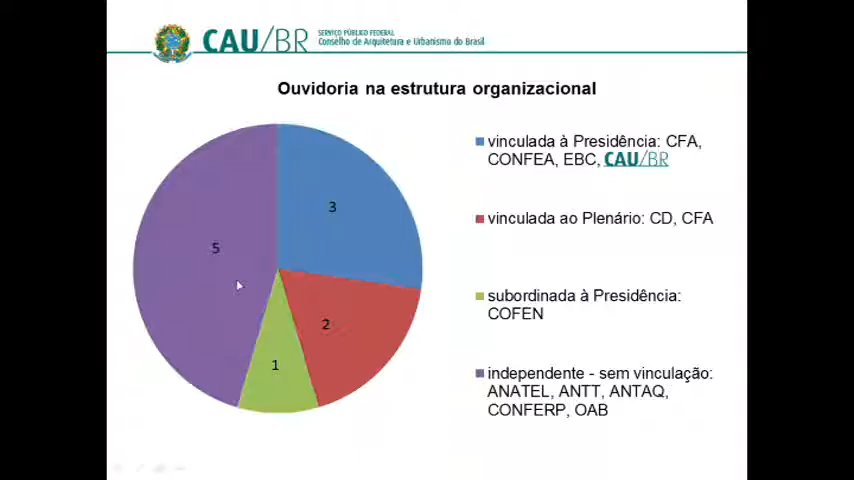 CAU/BR
SERVIÇO PÚBLICO FEDERAL
Conselho de Arquitetura e Urbanismo do Brasil
Ouvidoria na estrutura organizacional
3
5
2
1
vinculada à Presidência: CFA,
CONFEA, EBC, CAU/BR
vinculada ao Plenário: CD, CFA
subordinada à Presidência:
COFEN
independente - sem vinculação:
ANATEL, ANTT, ANTAQ,
CONFERP, OAB